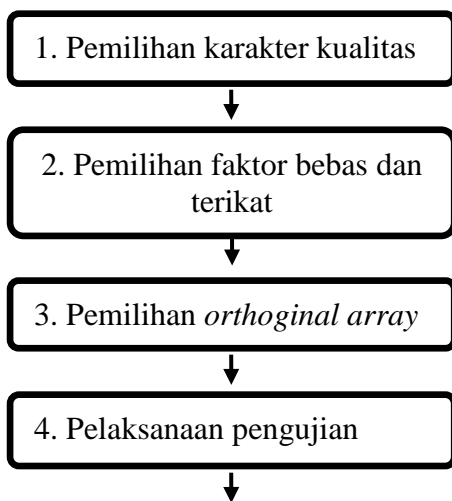 1. Pemilihan karakter kualitas
2. Pemilihan faktor bebas dan
terikat
3. Pemilihan orthoginal array
4. Pelaksanaan pengujian